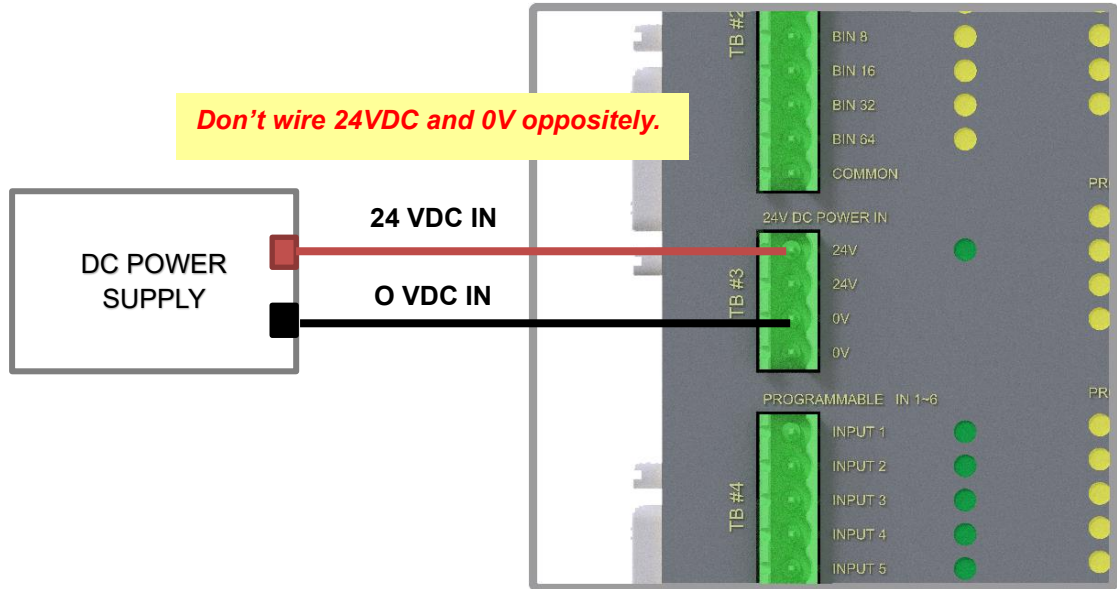 TB #2
BIN 8
BIN 16
BIN 32
BIN 64
COMMON
Don't wire 24VDC and 0V oppositely.
PR
24V DC POWER IN
DC POWER
SUPPLY
24 VDC IN
O VDC IN
TB #3
24V
24V
0V
0V
PROGRAMMABLE IN 1~6
PR
TB #4
INPUT 1
INPUT 2
INPUT 3
INPUT 4
INPUT 5